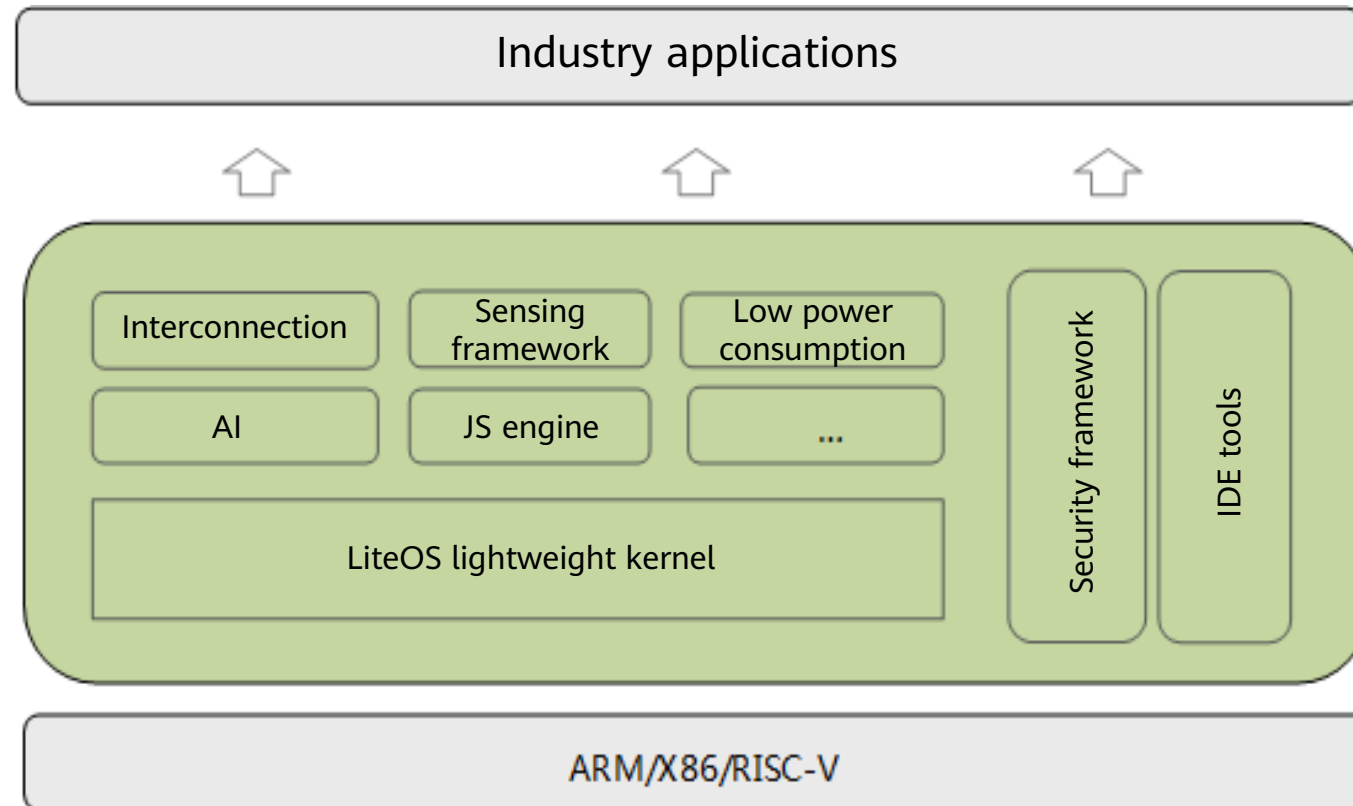 Industry applications
Interconnection
Sensing
framework
Low power
consumption
AI
JS engine
...
LiteOS lightweight kernel
Security framework
IDE tools
ARM/X86/RISC-V